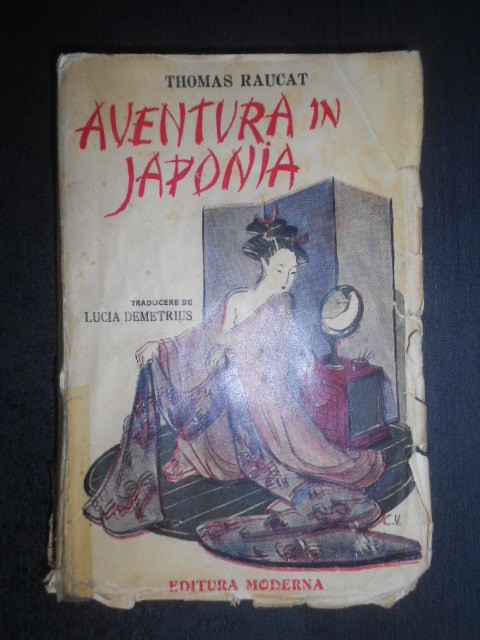 THOMAS RAUCAT
AVENTURA IN
JAPONIA
TRADUCERE DE
LUCIA DEMETRIUS
C.V.
EDITURA MODERNA